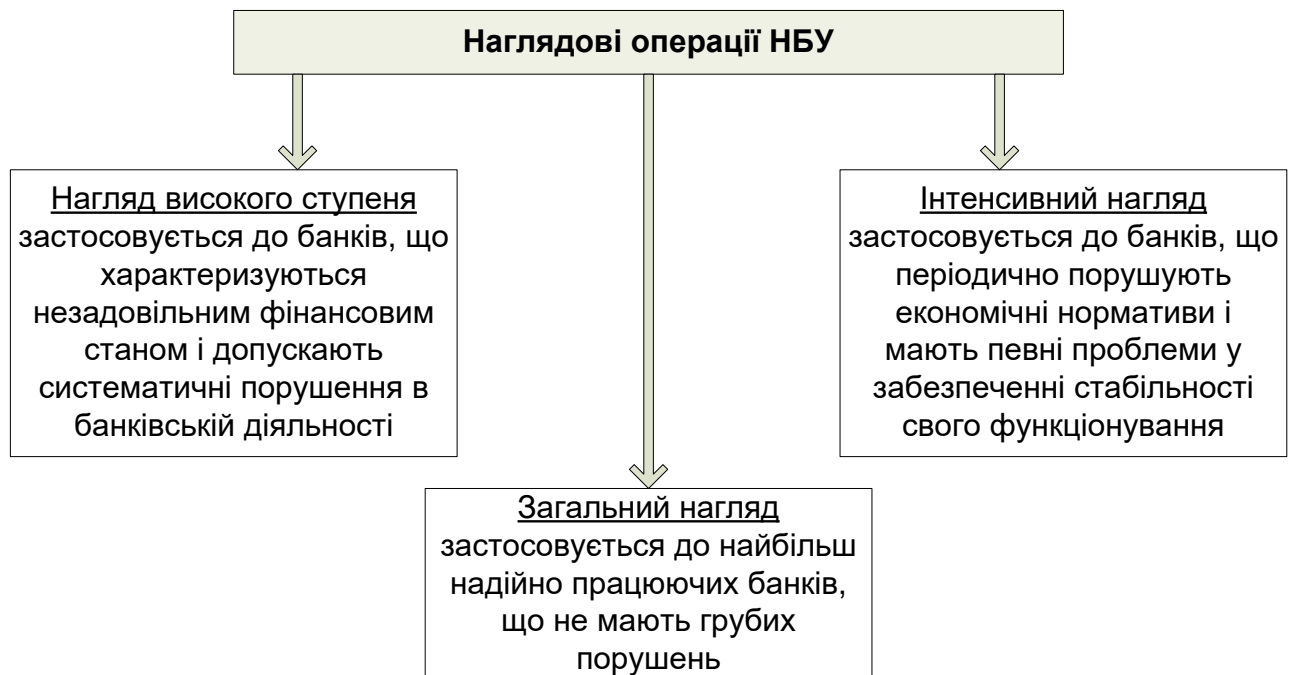 Наглядові операції НБУ
Нагляд високого ступеня
застосовується до банків, що
характеризуються
незадовільним фінансовим
станом і допускають
систематичні порушення в
банківській діяльності
Інтенсивний нагляд
застосовується до банків, що
періодично порушують
економічні нормативи і
мають певні проблеми у
забезпеченні стабільності
свого функціонування
Загальний нагляд
застосовується до найбільш
надійно працюючих банків,
що не мають грубих
порушень